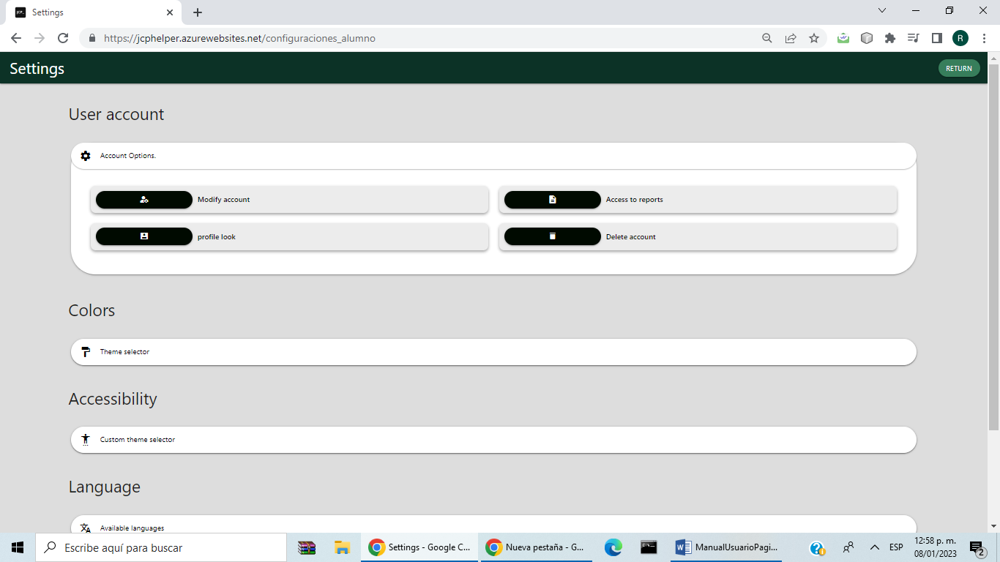 Settings
https://jcphelper.azurewebsites.net/configuraciones_alumno
R
Settings
RETURN
User account
Account Options.
Modify account
Access to reports
profile look
Delete account
Colors
Theme selector
Accessibility
Custom theme selector
Language
Available languages
Escribe aquí para buscar
Settings - Google C...
Nueva pestaña - G...
ManualUsuarioPagi...
ESP
12:58 p. m.
08/01/2023
2